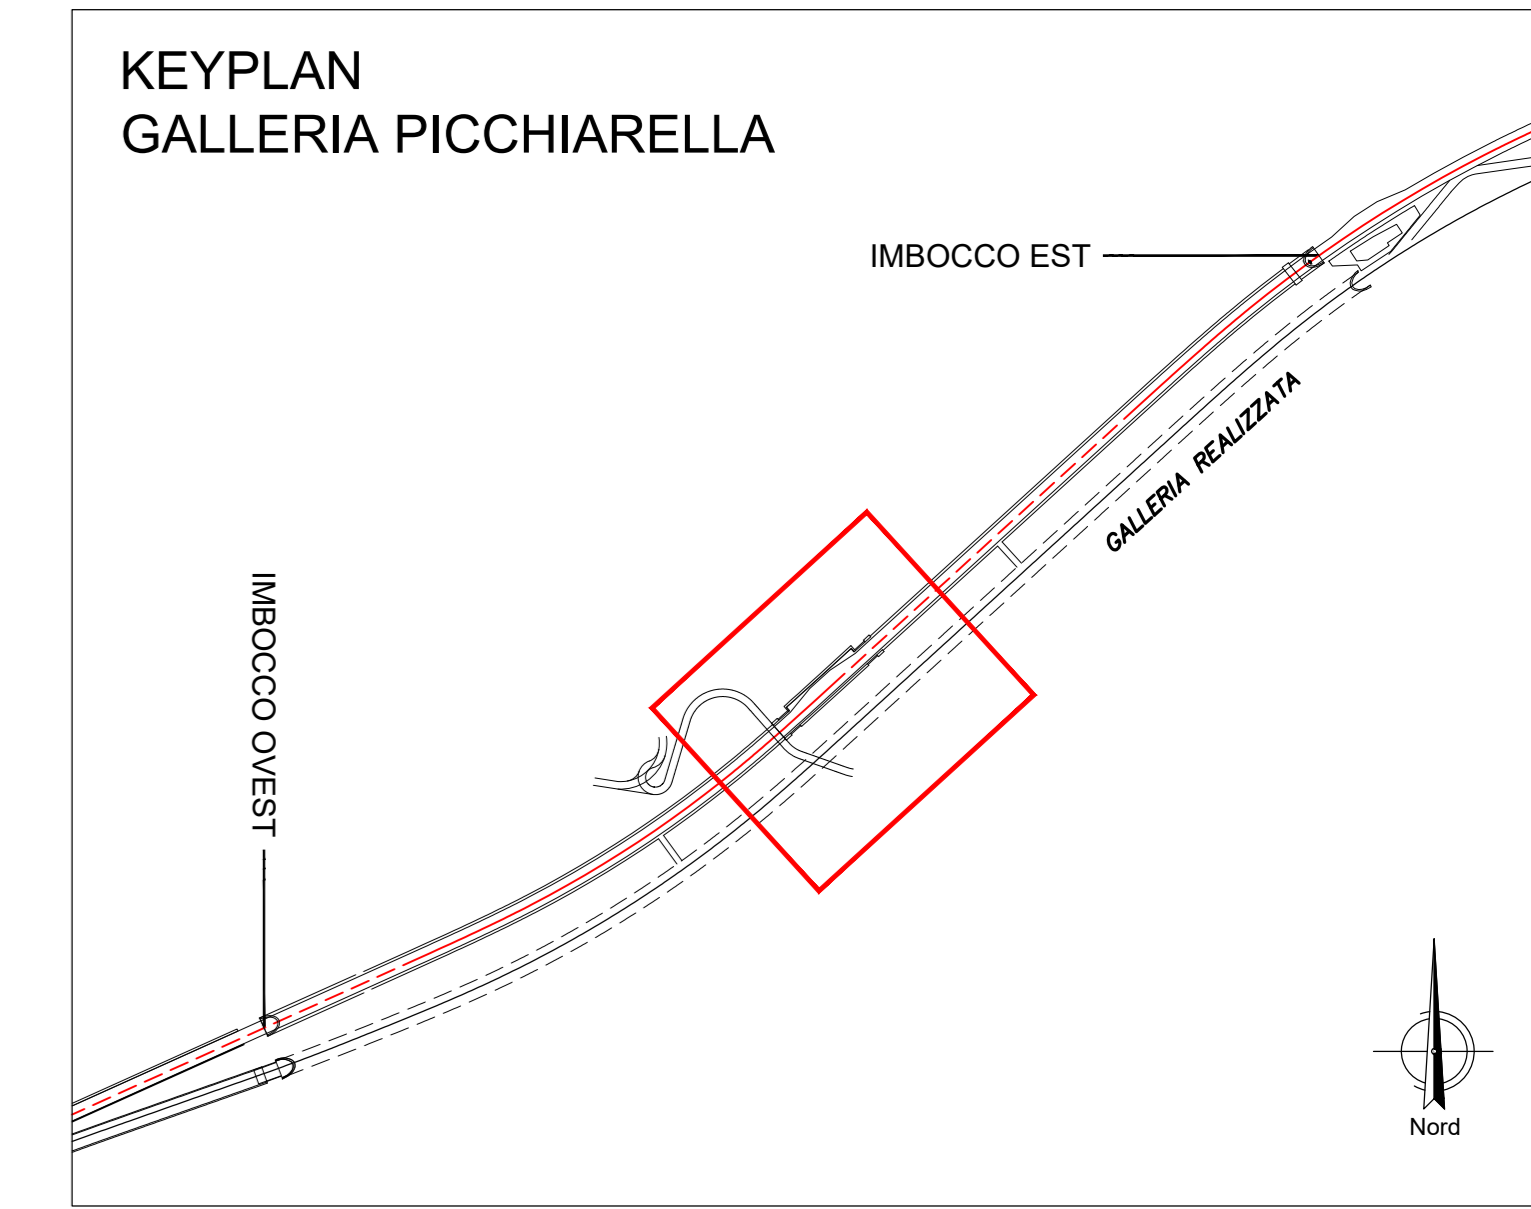 KEYPLAN
GALLERIA PICCHIARELLA
IMBOCCO EST
GALLERIA REALIZZATA
IMBOCCO OVEST
Nord